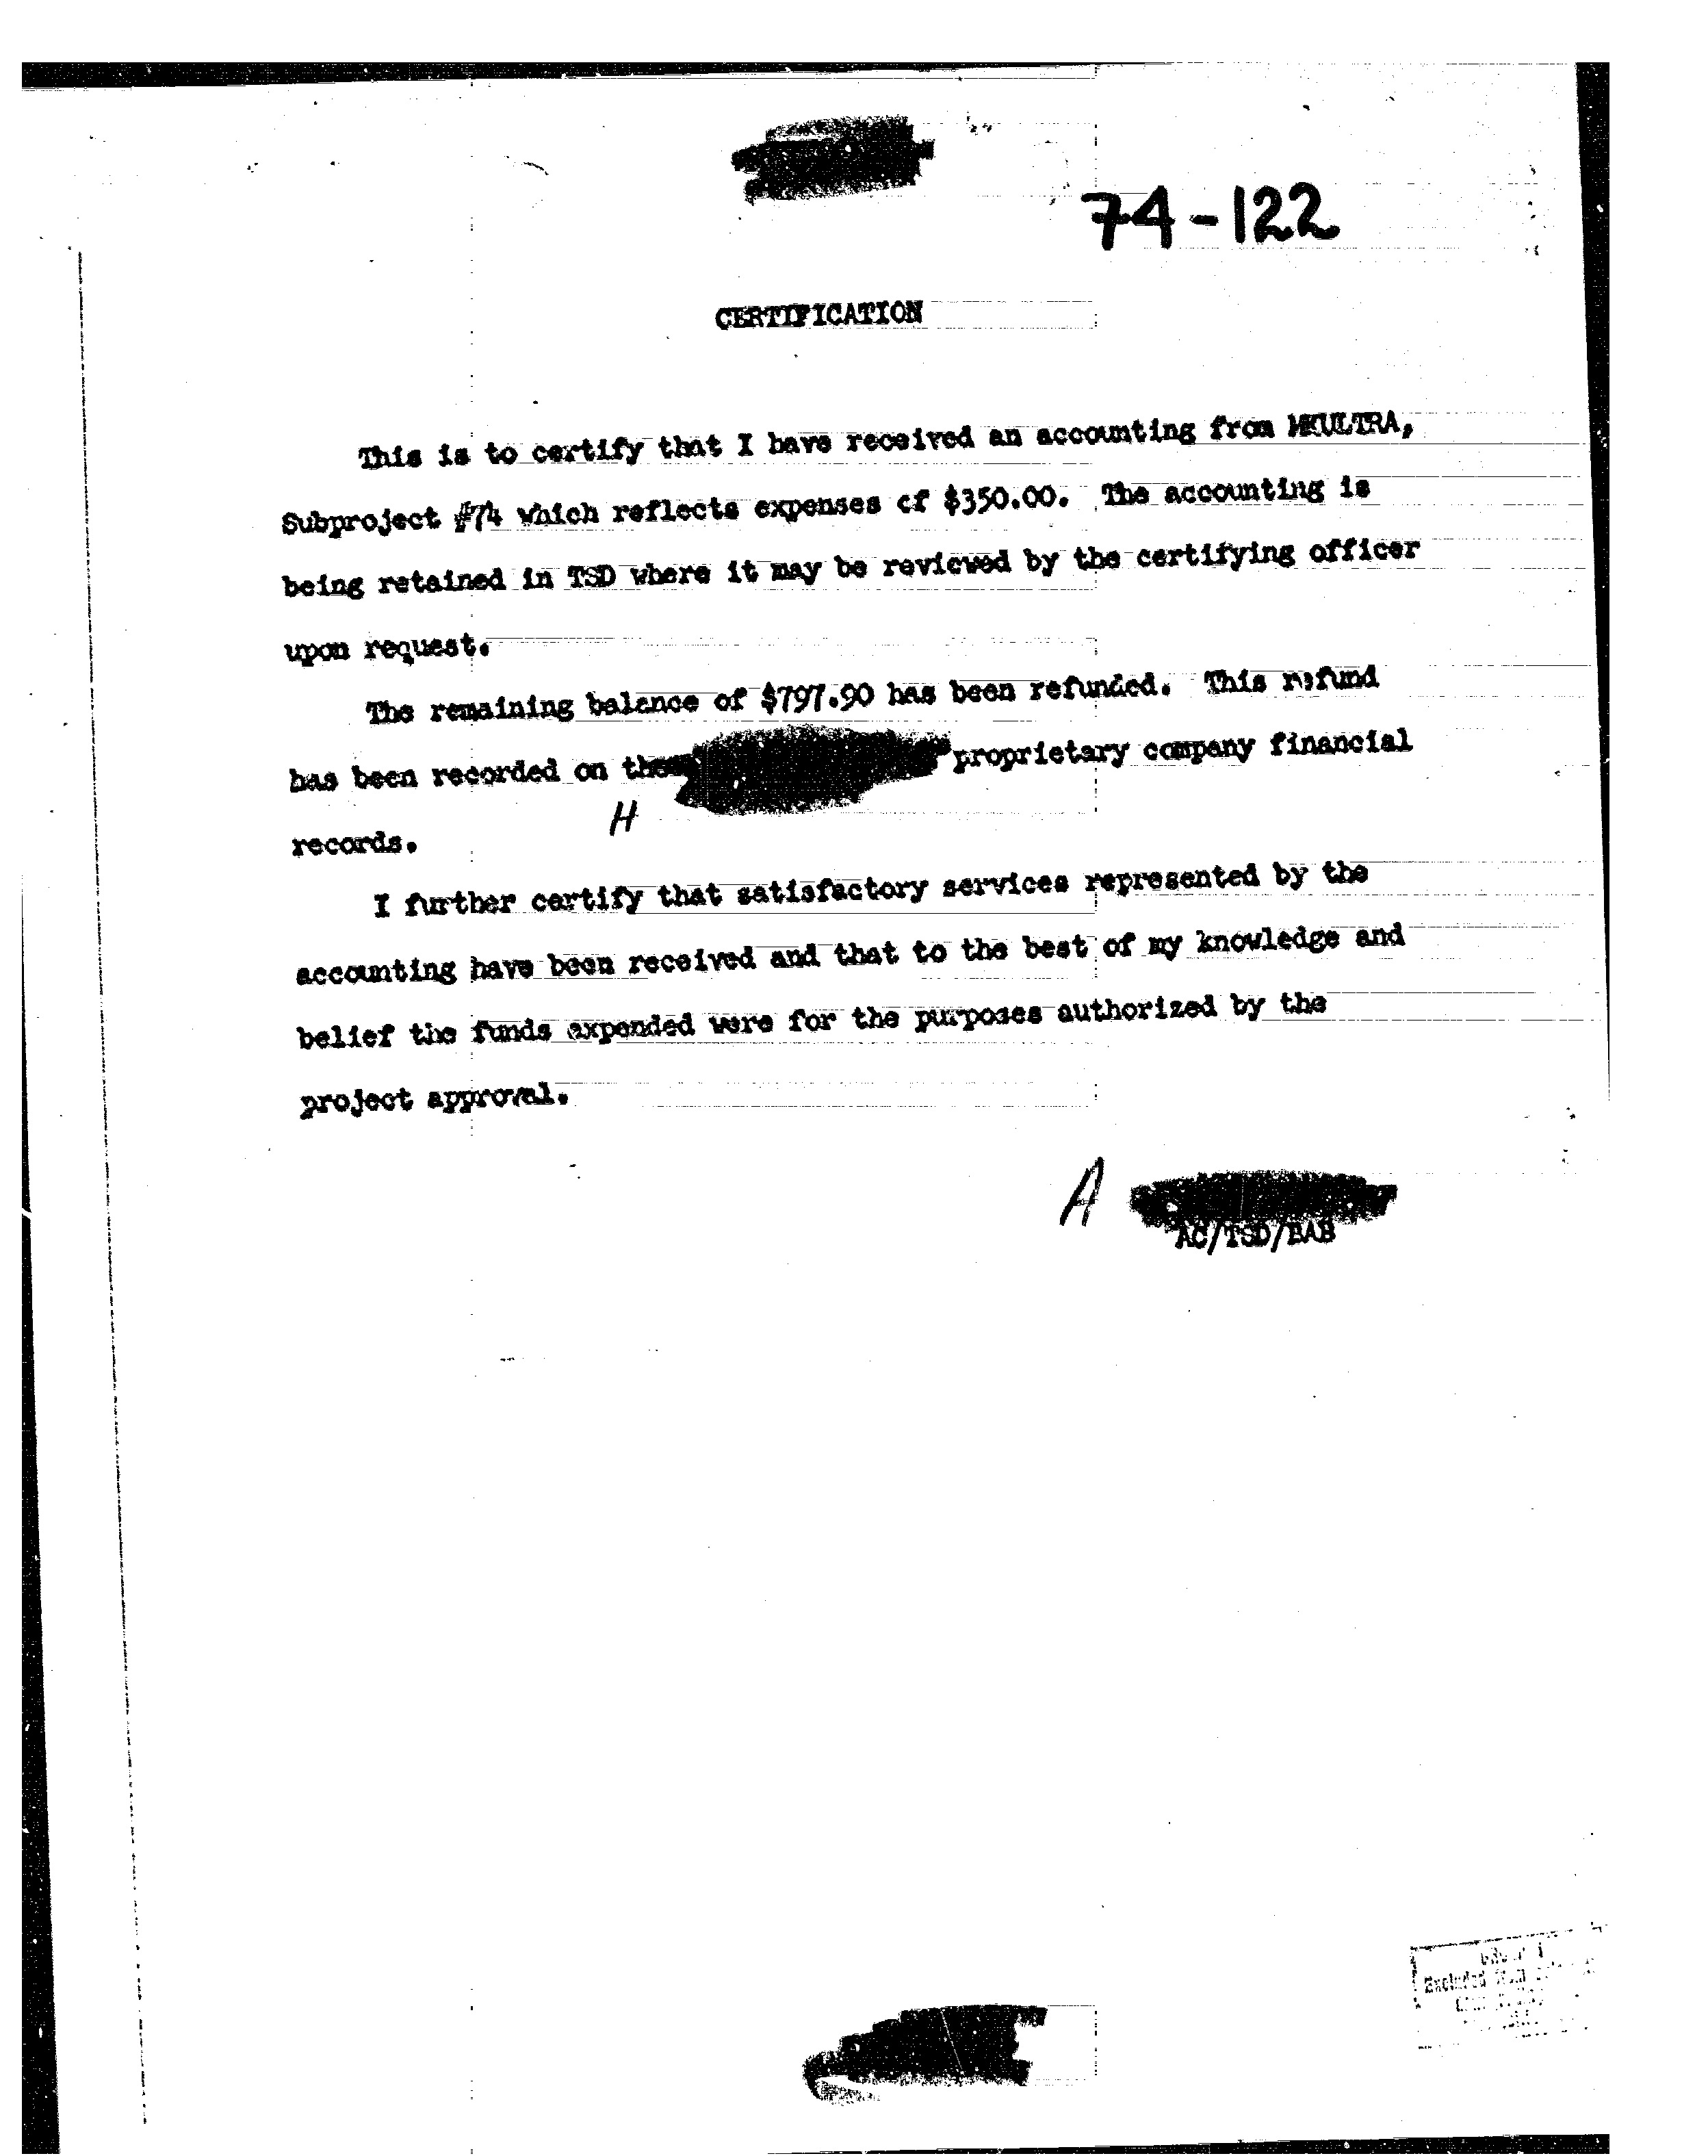 74-122
CERTIFICATION
This is to certify that I have received an accounting from MKULTRA,
Subproject #74 which reflects expenses of $350.00. The accounting is
being retained in TSD where it may be reviewed by the certifying officer
upon request.
The remaining balance of $797.90 has been refunded. This refund
has been recorded on the proprietary company financial
H
records.
I further certify that satisfactory services represented by the
accounting have been received and that to the best of my knowledge and
belief the funds expended were for the purposes authorized by the
project approval.
A
AC/TSD/BAB
Excluded from